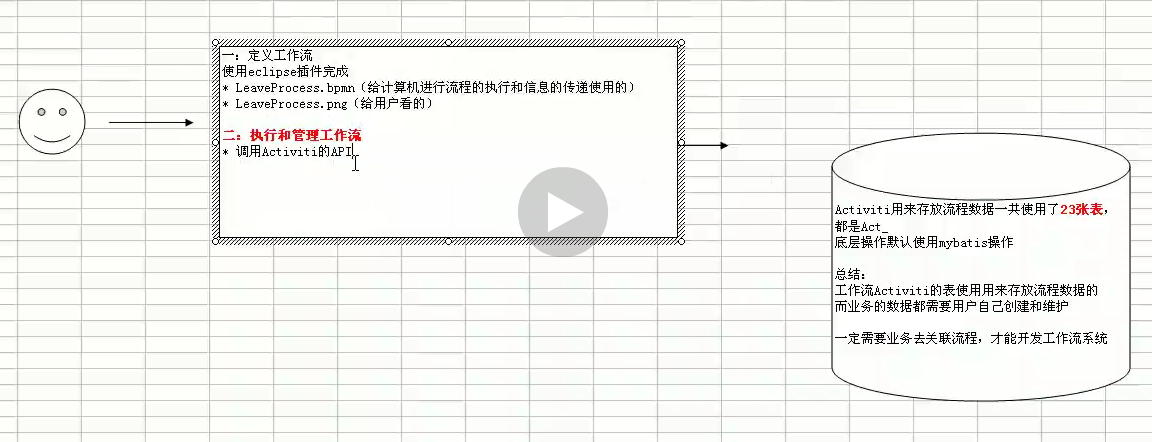 一：定义工作流
使用eclipse插件完成
* LeaveProcess.bpmn（给计算机进行流程的执行和信息的传递使用的）
* LeaveProcess.png（给用户看的）
二：执行和管理工作流
* 调用Activiti的API
Activiti用来存放流程数据一共使用了23张表，
都是Act_
底层操作默认使用mybatis操作
总结：
工作流Activiti的表使用用来存放流程数据的
而业务的数据都需要用户自己创建和维护
一定需要业务去关联流程，才能开发工作流系统